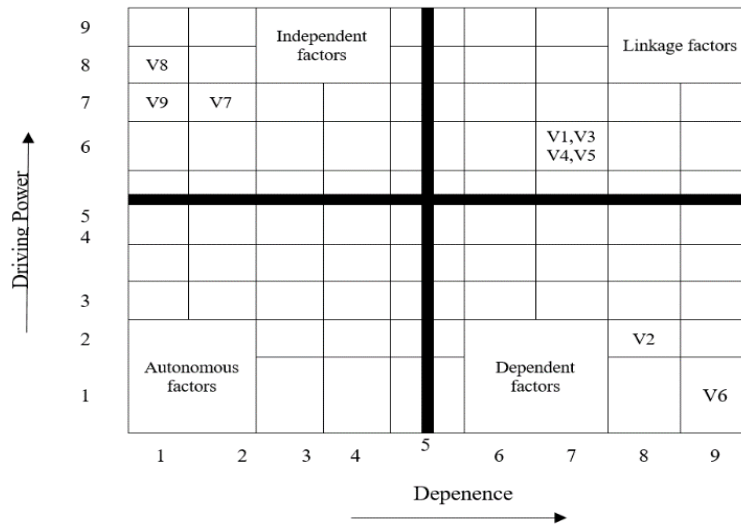 9
Independent
factors
Linkage factors
8
V8
7
V9
V7
6
V1,V3
V4,V5
5
4
3
2
V2
Autonomous
factors
Dependent
factors
1
V6
Driving Power
1
2
3
4
5
6
7
8
9
Depenence